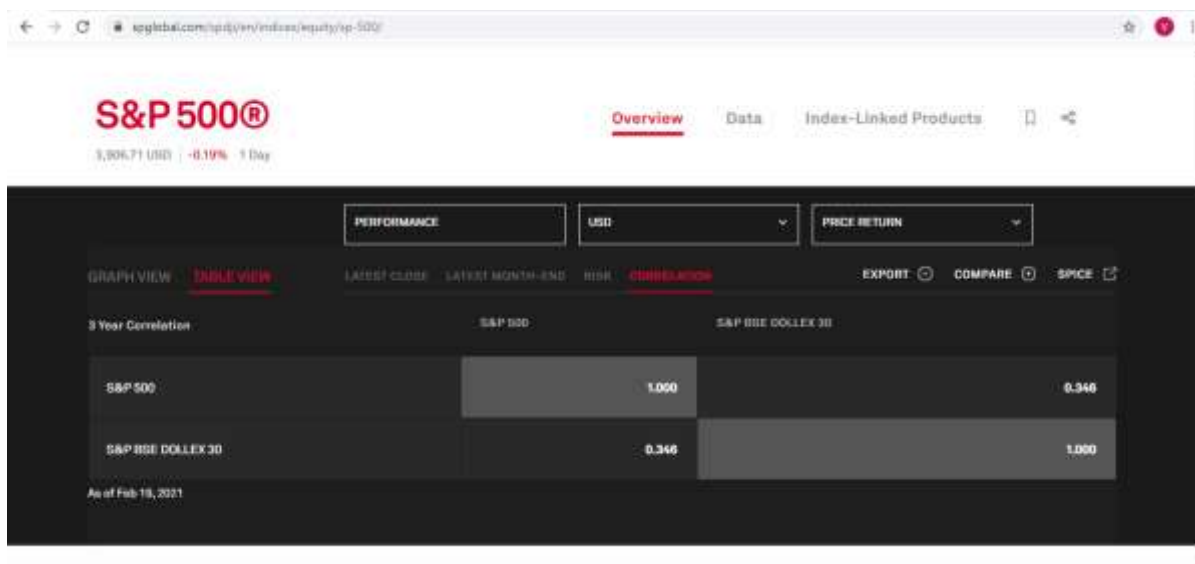 spglobal.com/spdji/en/indices/equity/sp-500/
S&P 500®
Overview Data Index-Linked Products
3,906.71 USD | -0.19% 1 Day
PERFORMANCE USD PRICE RETURN
GRAPH VIEW TABLE VIEW LATEST CLOSE LATEST MONTH-END RISK CORRELATION EXPORT COMPARE SPICE
3 Year Correlation S&P 500 S&P BSE DOLLEX 30
S&P 500 1.000 0.346
S&P BSE DOLLEX 30 0.346 1.000
As of Feb 19, 2021